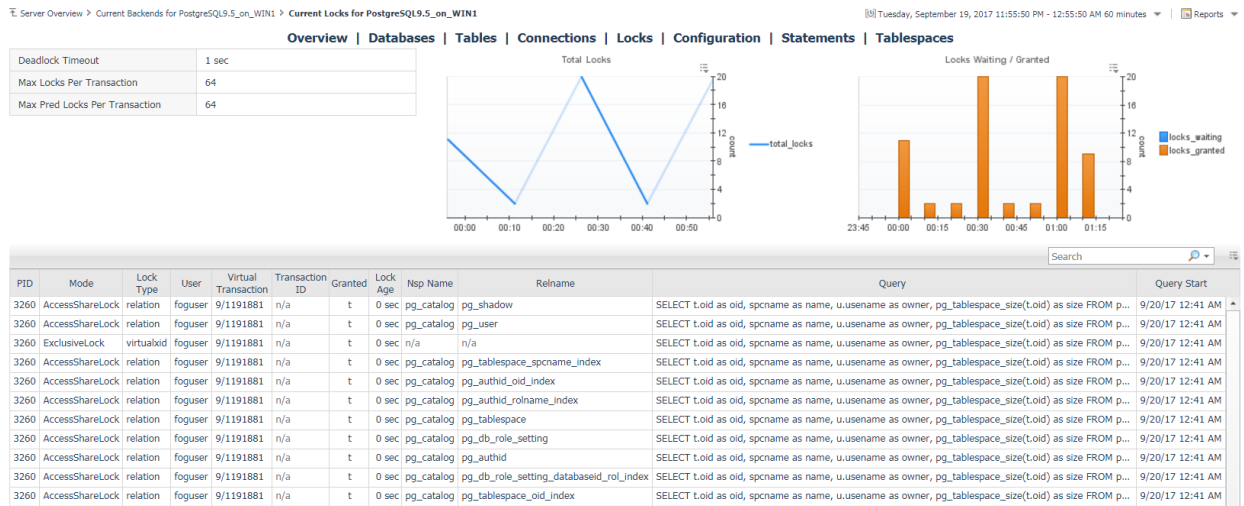 Server Overview > Current Backends for PostgreSQL9.5_on_WIN1 > Current Locks for PostgreSQL9.5_on_WIN1
Tuesday, September 19, 2017 11:55:50 PM - 12:55:50 AM 60 minutes | Reports
Overview | Databases | Tables | Connections | Locks | Configuration | Statements | Tablespaces
Deadlock Timeout 1 sec
Max Locks Per Transaction 64
Max Pred Locks Per Transaction 64
Total Locks
20
16
12
8
4
0
count
00:00 00:10 00:20 00:30 00:40 00:50
total_locks
Locks Waiting / Granted
20
16
12
8
4
0
count
23:45 00:00 00:15 00:30 00:45 01:00 01:15
locks_waiting
locks_granted
Search
PID Mode Lock Type User Virtual Transaction Transaction ID Granted Lock Age Nsp Name Relname Query Query Start
3260 AccessShareLock relation foguser 9/1191881 n/a t 0 sec pg_catalog pg_shadow SELECT t.oid as oid, spcname as name, u.usename as owner, pg_tablespace_size(t.oid) as size FROM p... 9/20/17 12:41 AM
3260 AccessShareLock relation foguser 9/1191881 n/a t 0 sec pg_catalog pg_user SELECT t.oid as oid, spcname as name, u.usename as owner, pg_tablespace_size(t.oid) as size FROM p... 9/20/17 12:41 AM
3260 ExclusiveLock virtualxid foguser 9/1191881 n/a t 0 sec n/a n/a SELECT t.oid as oid, spcname as name, u.usename as owner, pg_tablespace_size(t.oid) as size FROM p... 9/20/17 12:41 AM
3260 AccessShareLock relation foguser 9/1191881 n/a t 0 sec pg_catalog pg_tablespace_spcname_index SELECT t.oid as oid, spcname as name, u.usename as owner, pg_tablespace_size(t.oid) as size FROM p... 9/20/17 12:41 AM
3260 AccessShareLock relation foguser 9/1191881 n/a t 0 sec pg_catalog pg_authid_oid_index SELECT t.oid as oid, spcname as name, u.usename as owner, pg_tablespace_size(t.oid) as size FROM p... 9/20/17 12:41 AM
3260 AccessShareLock relation foguser 9/1191881 n/a t 0 sec pg_catalog pg_authid_rolname_index SELECT t.oid as oid, spcname as name, u.usename as owner, pg_tablespace_size(t.oid) as size FROM p... 9/20/17 12:41 AM
3260 AccessShareLock relation foguser 9/1191881 n/a t 0 sec pg_catalog pg_tablespace SELECT t.oid as oid, spcname as name, u.usename as owner, pg_tablespace_size(t.oid) as size FROM p... 9/20/17 12:41 AM
3260 AccessShareLock relation foguser 9/1191881 n/a t 0 sec pg_catalog pg_db_role_setting SELECT t.oid as oid, spcname as name, u.usename as owner, pg_tablespace_size(t.oid) as size FROM p... 9/20/17 12:41 AM
3260 AccessShareLock relation foguser 9/1191881 n/a t 0 sec pg_catalog pg_authid SELECT t.oid as oid, spcname as name, u.usename as owner, pg_tablespace_size(t.oid) as size FROM p... 9/20/17 12:41 AM
3260 AccessShareLock relation foguser 9/1191881 n/a t 0 sec pg_catalog pg_db_role_setting_databaseid_rol_index SELECT t.oid as oid, spcname as name, u.usename as owner, pg_tablespace_size(t.oid) as size FROM p... 9/20/17 12:41 AM
3260 AccessShareLock relation foguser 9/1191881 n/a t 0 sec pg_catalog pg_tablespace_oid_index SELECT t.oid as oid, spcname as name, u.usename as owner, pg_tablespace_size(t.oid) as size FROM p... 9/20/17 12:41 AM